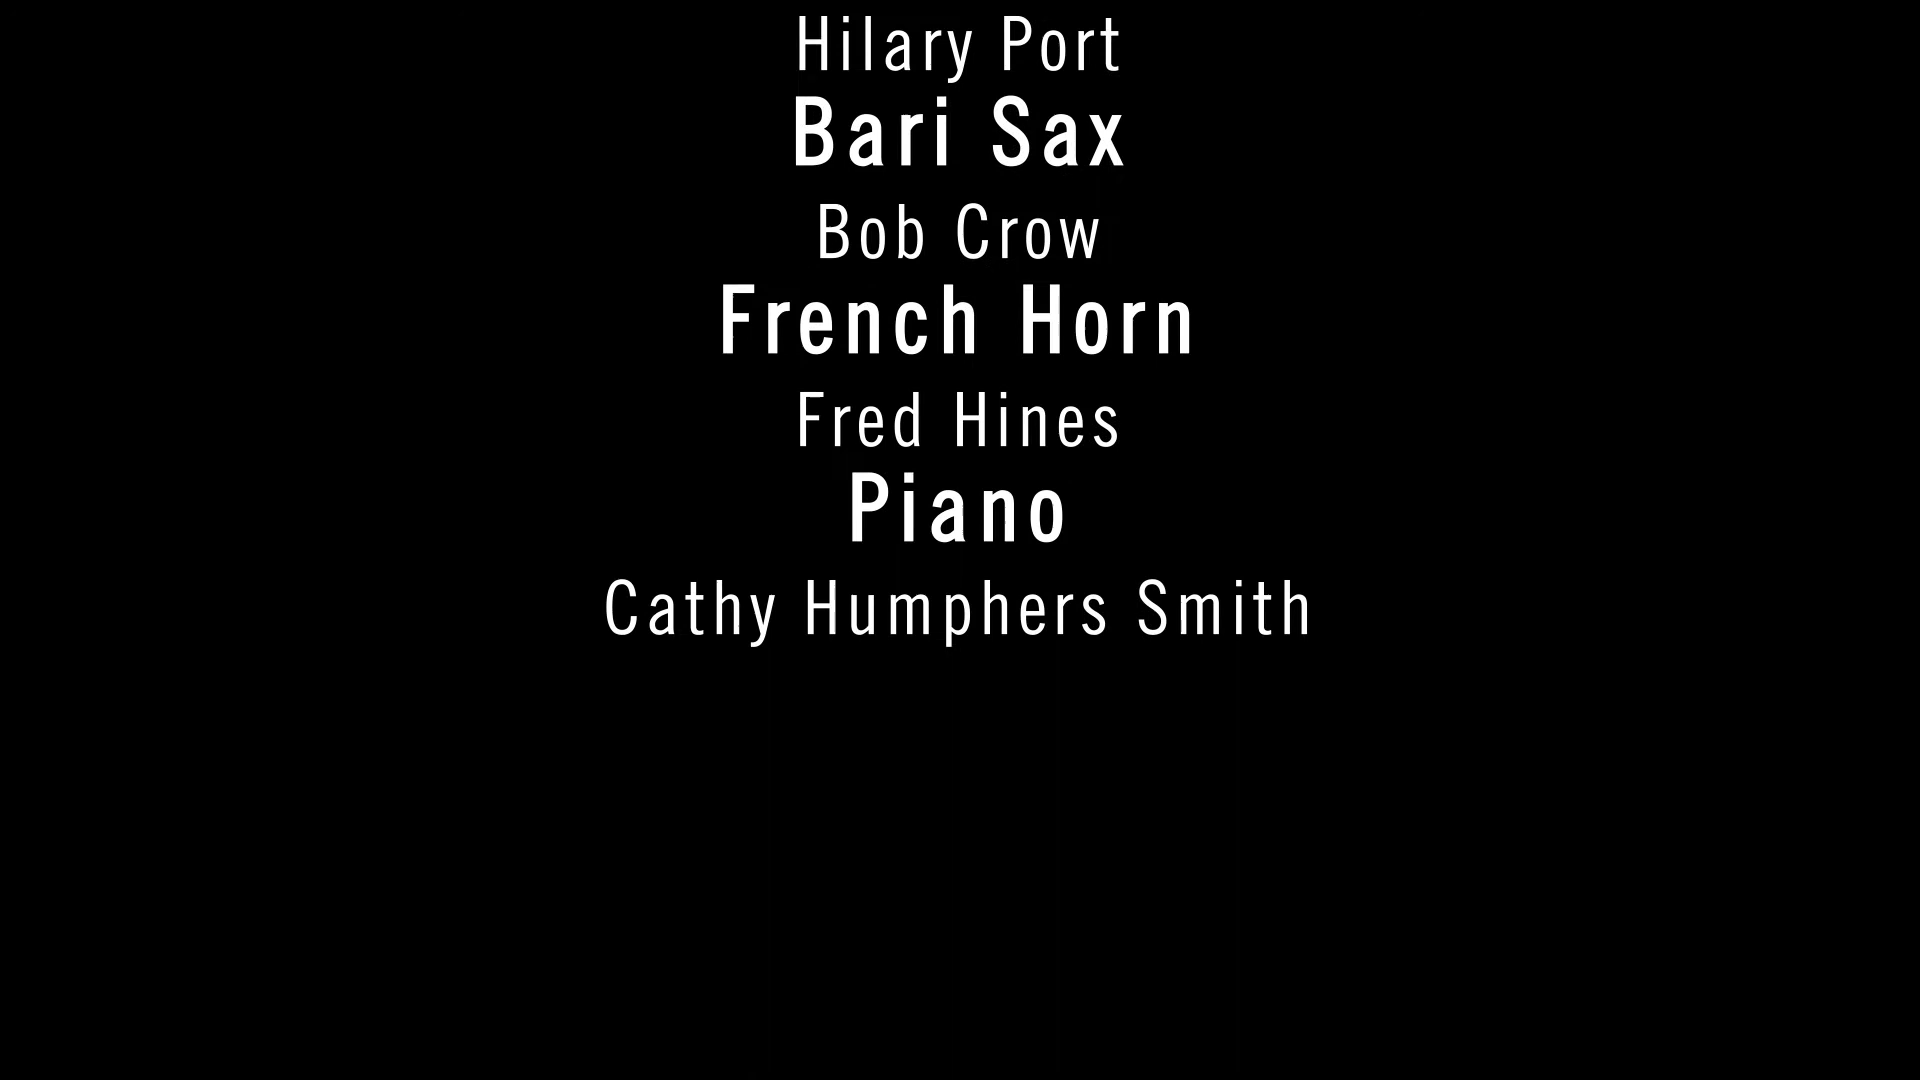 Hilary Port
Bari Sax
Bob Crow
French Horn
Fred Hines
Piano
Cathy Humphers Smith